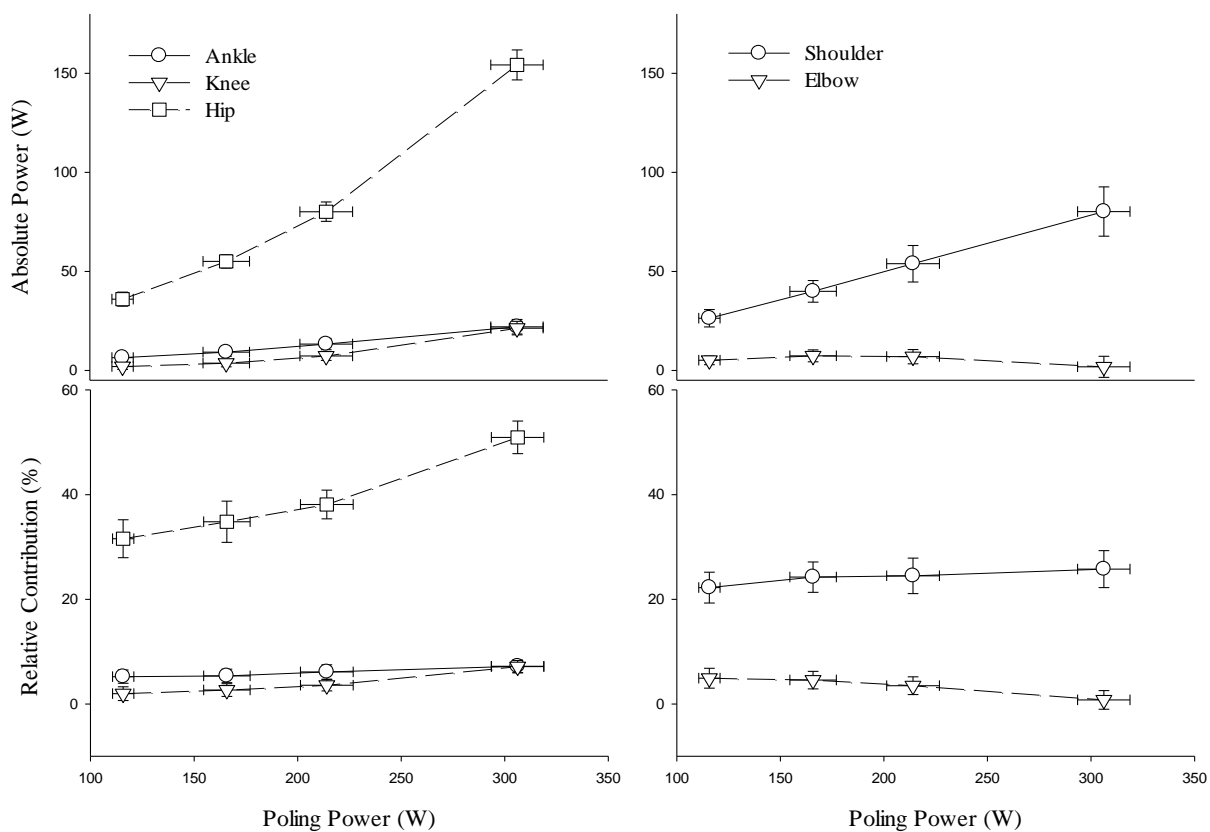 Absolute Power (W)
150
100
50
0
Ankle
Knee
Hip
150
100
50
0
Shoulder
Elbow
Relative Contribution (%)
60
40
20
0
60
40
20
0
100 150 200 250 300 350
100 150 200 250 300 350
Poling Power (W)
Poling Power (W)